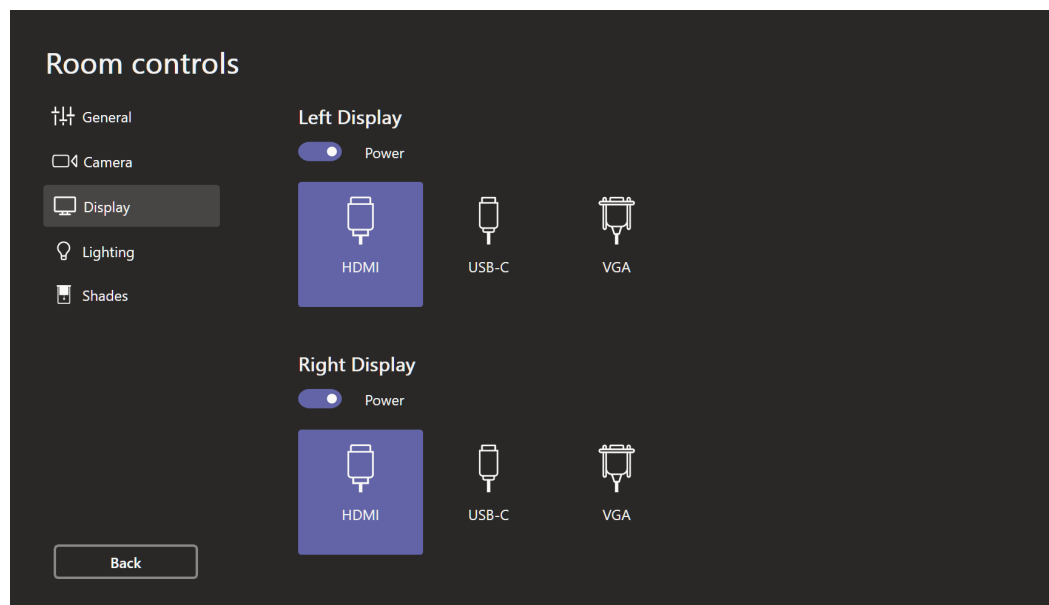 Room controls
General
Camera
Display
Lighting
Shades
Back
Left Display
Power
HDMI USB-C VGA
Right Display
Power
HDMI USB-C VGA